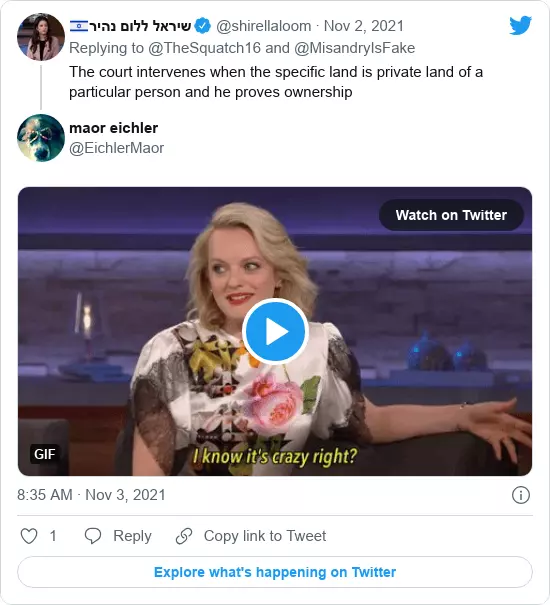 שיראל ללום נהיר🇮🇱 @shirellaloom · Nov 2, 2021
Replying to @TheSquatch16 and @MisandryIsFake
The court intervenes when the specific land is private land of a
particular person and he proves ownership
maor eichler
@EichlerMaor
Watch on Twitter
I know it's crazy right?
GIF
8:35 AM · Nov 3, 2021
1 Reply Copy link to Tweet
Explore what's happening on Twitter